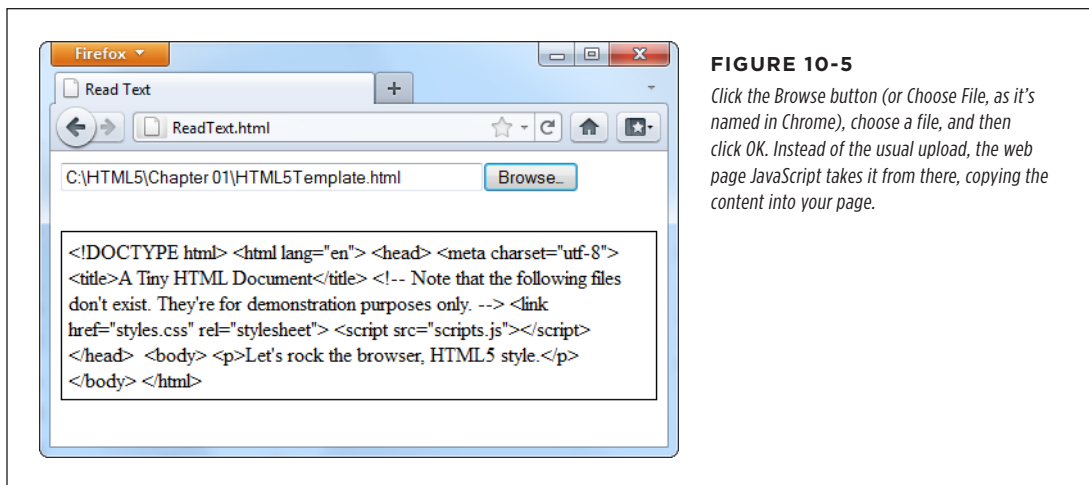 Firefox
Read Text
ReadText.html
C:\HTML5\Chapter 01\HTML5Template.html
Browse...
<!DOCTYPE html> <html lang="en"> <head> <meta charset="utf-8">
<title>A Tiny HTML Document</title> <!-- Note that the following files
don't exist. They're for demonstration purposes only. --> <link
href="styles.css" rel="stylesheet"> <script src="scripts.js"></script>
</head>  <body> <p>Let's rock the browser, HTML5 style.</p>
</body> </html>
FIGURE 10-5
Click the Browse button (or Choose File, as it's
named in Chrome), choose a file, and then
click OK. Instead of the usual upload, the web
page JavaScript takes it from there, copying the
content into your page.